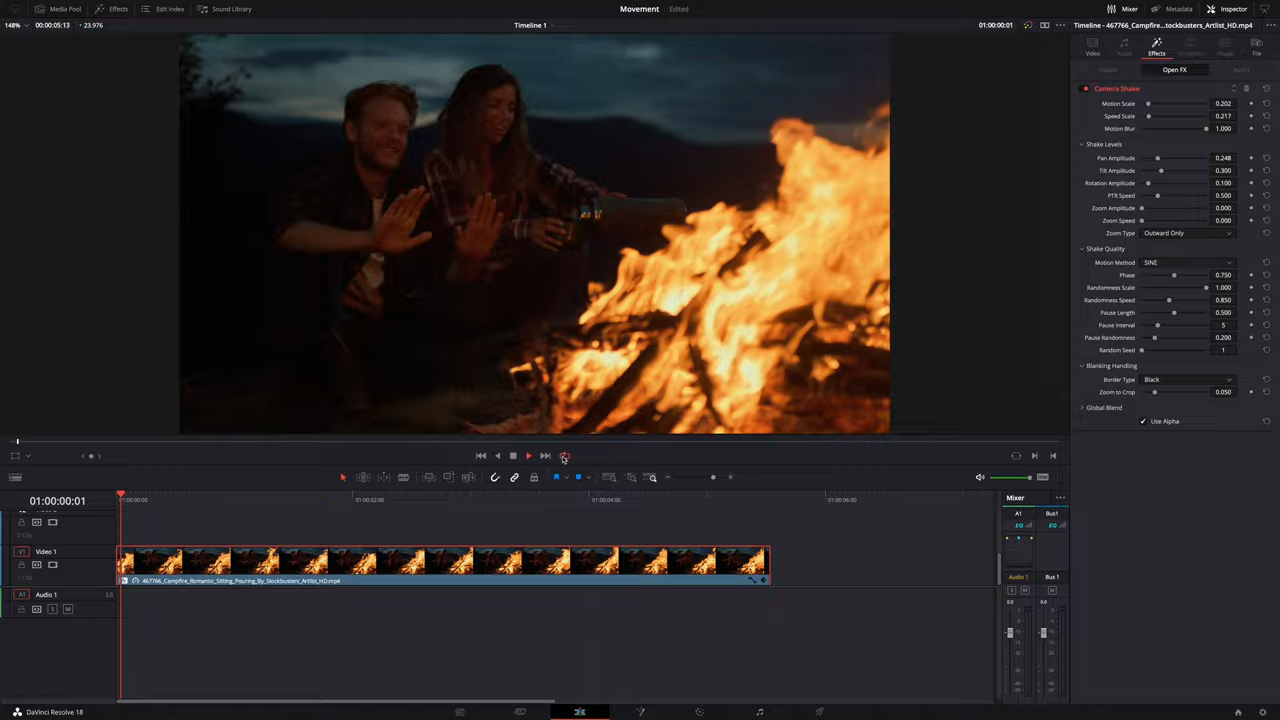 Media Pool
Effects
Edit Index
Sound Library
Movement
Edited
Mixer
Metadata
Inspector
148%
00:00:05:13
23.976
Timeline 1
01:00:00:01
Timeline - 467766_Campfire...tockbusters_Artlist_HD.mp4
Video
Effects
File
Open FX
Camera Shake
Motion Scale 0.202
Speed Scale 0.217
Motion Blur 1.000
Shake Levels
Pan Amplitude 0.248
Tilt Amplitude 0.300
Rotation Amplitude 0.100
PTR Speed 0.500
Zoom Amplitude 0.000
Zoom Speed 0.000
Zoom Type Outward Only
Shake Quality
Motion Method SINE
Phase 0.750
Randomness Scale 1.000
Randomness Speed 0.850
Pause Length 0.500
Pause Interval 5
Pause Randomness 0.200
Random Seed 1
Blanking Handling
Border Type Black
Zoom to Crop 0.050
Global Blend
Use Alpha
DIM
01:00:00:01
01:00:00:00
01:00:02:00
01:00:04:00
01:00:06:00
Mixer
A1
Bus1
EQ
EQ
V1 Video 1
467766_Campfire_Romantic_Sitting_Pouring_By_Stockbusters_Artlist_HD.mp4
A1 Audio 1 2.0
S M
Audio 1
Bus 1
S M
M
0.0
0.0
DaVinci Resolve 18